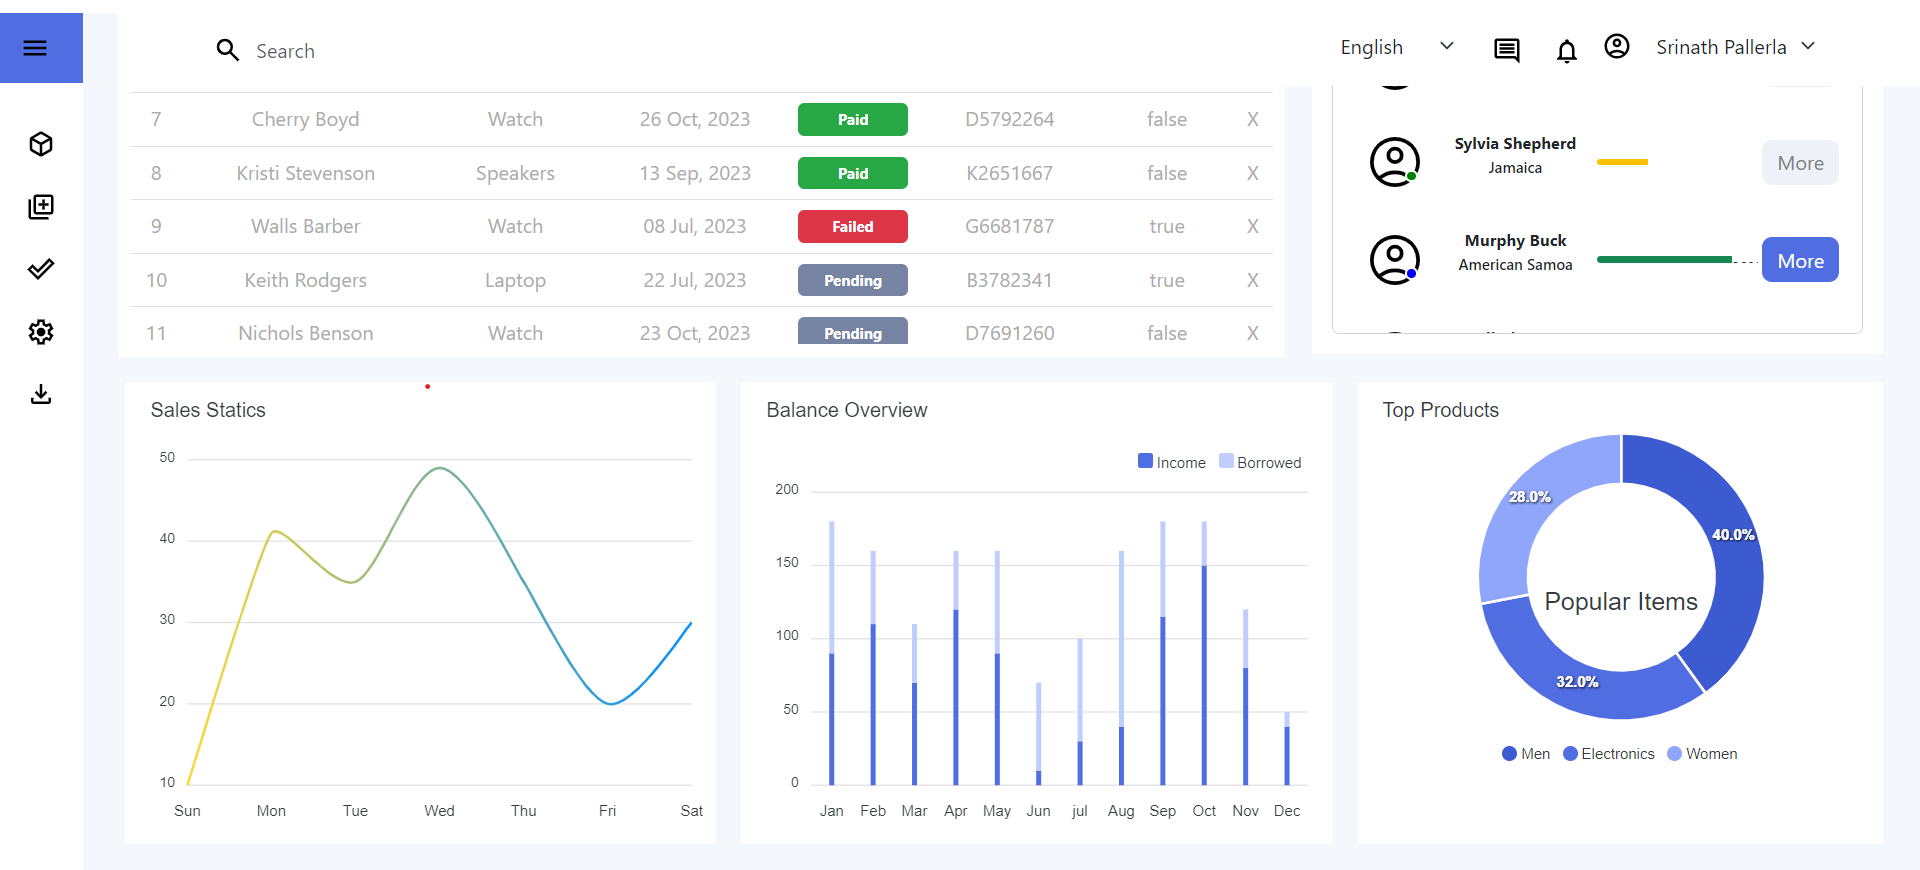 Search
English
Srinath Pallerla
7 Cherry Boyd Watch 26 Oct, 2023 Paid D5792264 false X
8 Kristi Stevenson Speakers 13 Sep, 2023 Paid K2651667 false X
9 Walls Barber Watch 08 Jul, 2023 Failed G6681787 true X
10 Keith Rodgers Laptop 22 Jul, 2023 Pending B3782341 true X
11 Nichols Benson Watch 23 Oct, 2023 Pending D7691260 false X
Sylvia Shepherd
Jamaica
More
Murphy Buck
American Samoa
More
Sales Statics
50
40
30
20
10
Sun Mon Tue Wed Thu Fri Sat
Balance Overview
Income Borrowed
200
150
100
50
0
Jan Feb Mar Apr May Jun jul Aug Sep Oct Nov Dec
Top Products
28.0%
40.0%
Popular Items
32.0%
Men Electronics Women